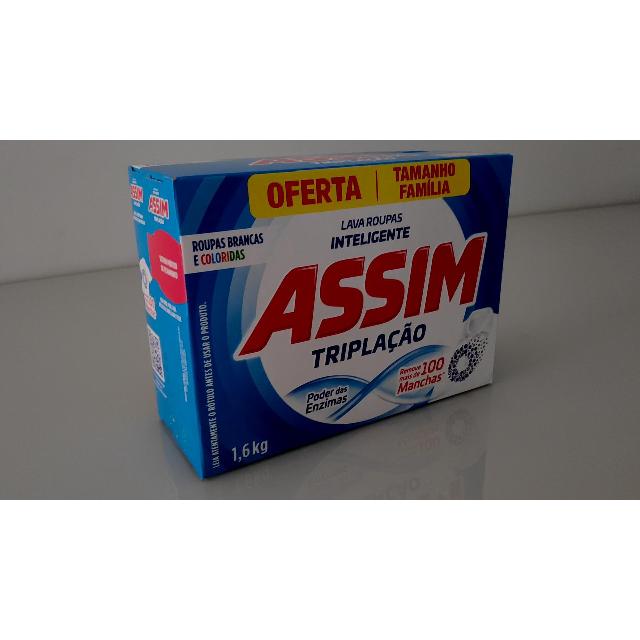 OFERTA
TAMANHO
FAMÍLIA
LAVA ROUPAS
INTELIGENTE
ROUPAS BRANCAS
E COLORIDAS
ASSIM
TRIPLAÇÃO
Poder das
Enzimas
Remove
mais de 100
Manchas*
LEIA ATENTAMENTE O RÓTULO ANTES DE USAR O PRODUTO.
1,6 kg
ASSIM
ASSIM